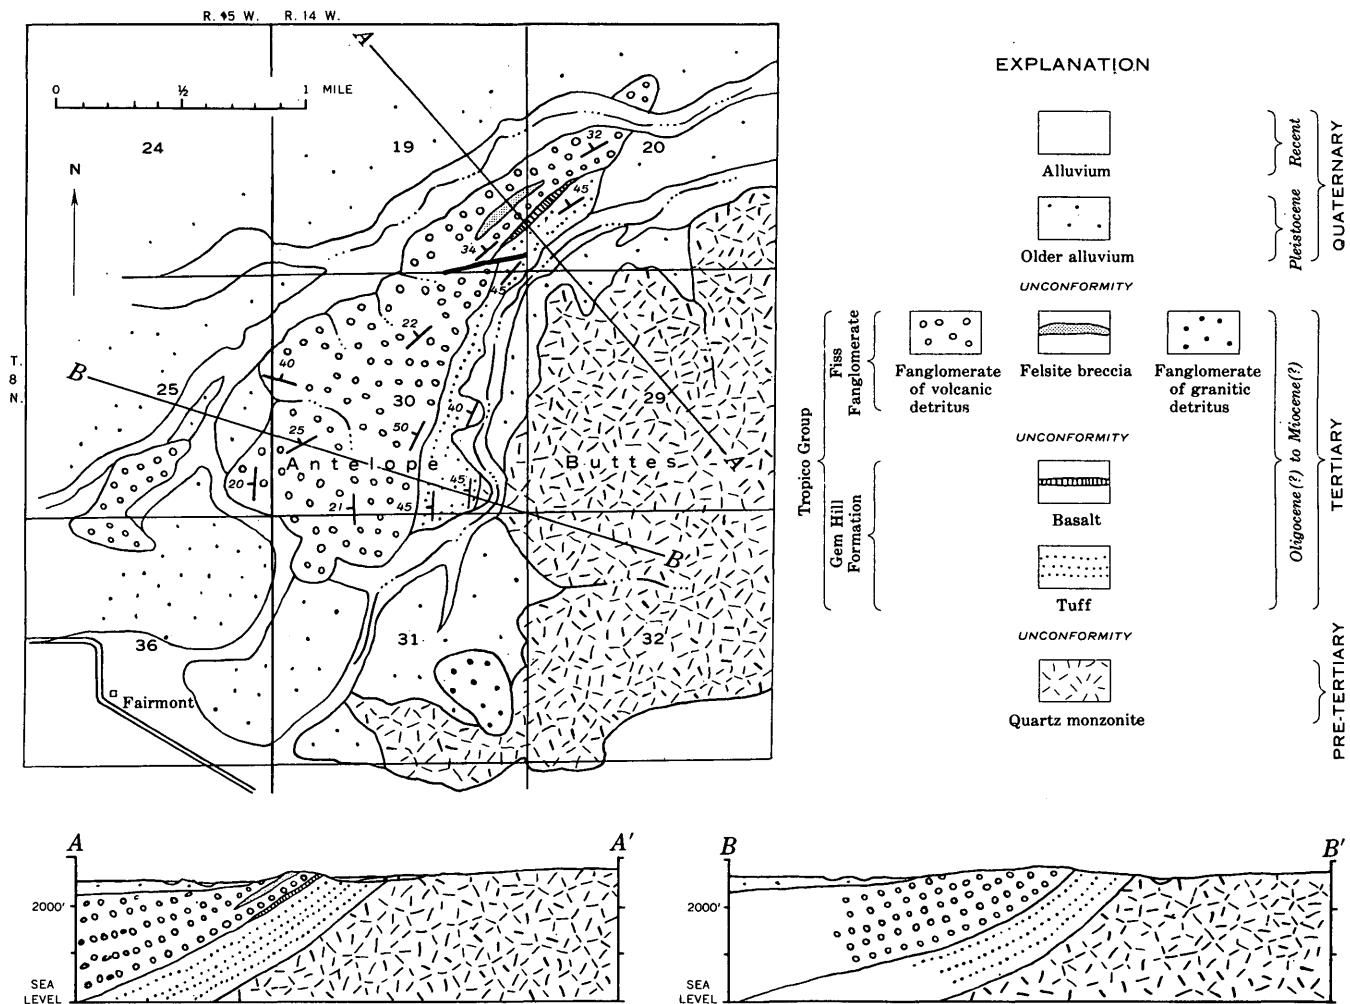 R. 15 W. R. 14 W.
A
0 ½ 1 MILE
24
19
20
32
N
45
34
45
22
T.
8
N.
B
40
25
30
29
40
50
25
Antelope Buttes
A
20
45
21
45
B
31
32
36
Fairmont
EXPLANATION
Alluvium
Recent
Older alluvium
Pleistocene
QUATERNARY
UNCONFORMITY
Fanglomerate
of volcanic
detritus
Felsite breccia
Fanglomerate
of granitic
detritus
Fiss
Fanglomerate
UNCONFORMITY
Basalt
Tuff
Gem Hill
Formation
Tropico Group
Oligocene(?) to Miocene(?)
TERTIARY
UNCONFORMITY
Quartz monzonite
PRE-TERTIARY
A A'
2000'
SEA
LEVEL
B B'
2000'
SEA
LEVEL